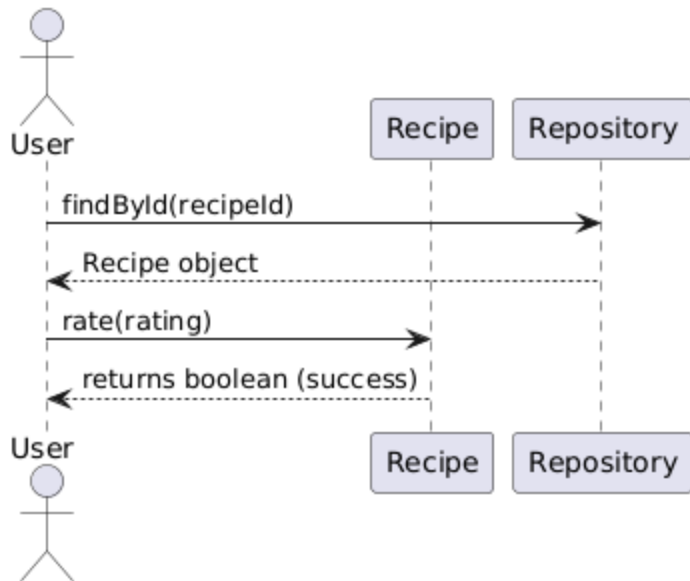 User
Recipe
Repository
findById(recipeId)
Recipe object
rate(rating)
returns boolean (success)
User
Recipe
Repository